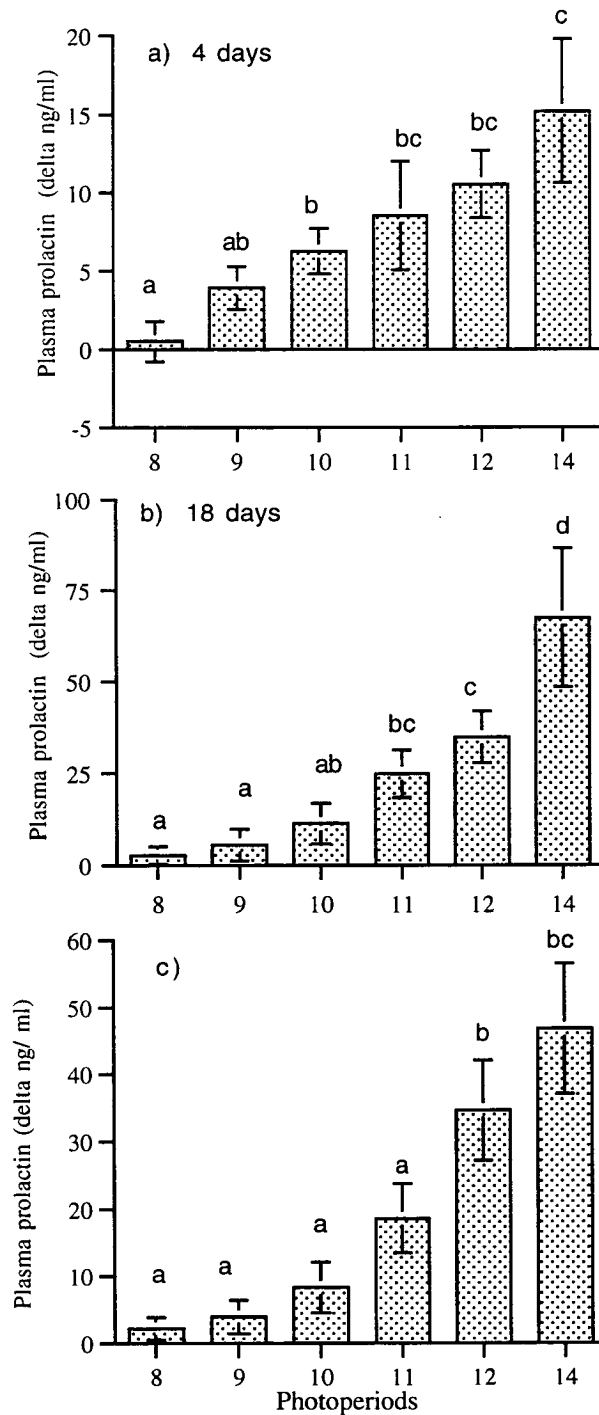 Plasma prolactin (delta ng/ml)
20
15
10
5
0
-5
a) 4 days
a
ab
b
bc
bc
c
8 9 10 11 12 14
Plasma prolactin (delta ng/ml)
100
75
50
25
0
b) 18 days
a
a
ab
bc
c
d
8 9 10 11 12 14
Plasma prolactin (delta ng/ ml)
60
50
40
30
20
10
0
c)
a
a
a
a
b
bc
8 9 10 11 12 14
Photoperiods